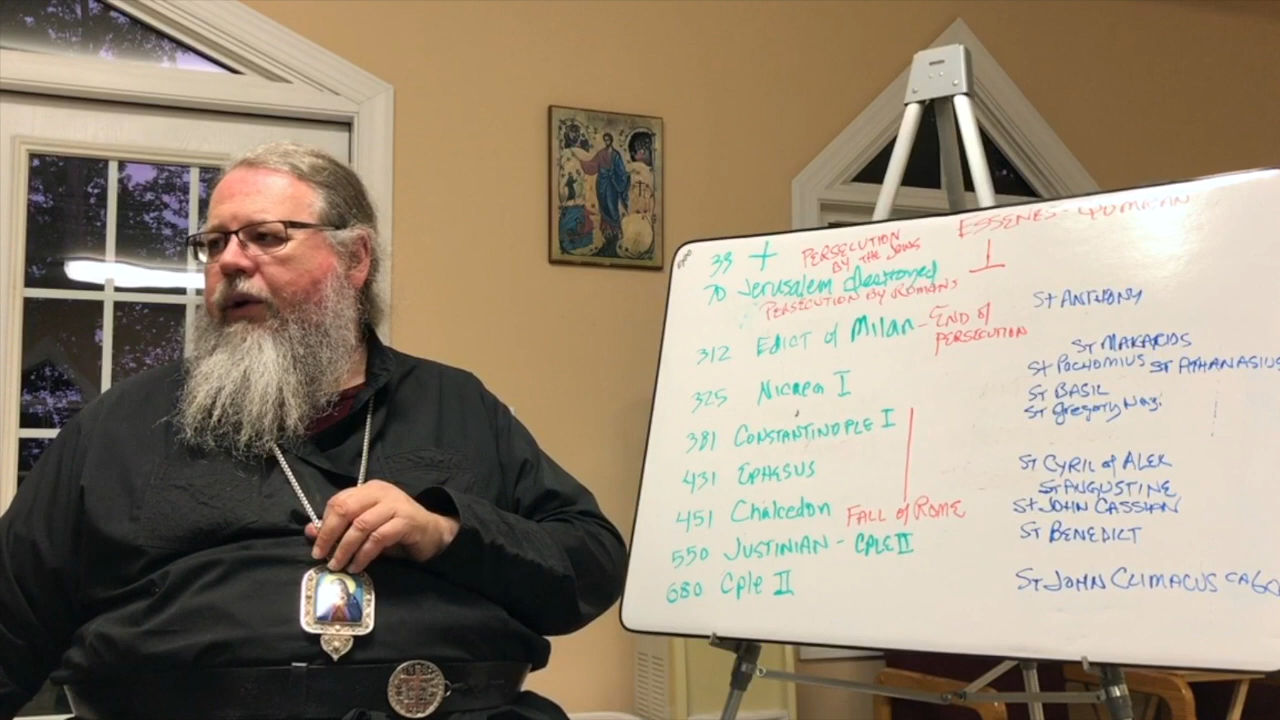 ESSENES - QUMRAN
33 + PERSECUTION
BY THE JEWS
70 Jerusalem destroyed
PERSECUTION BY ROMANS
St ANTHONY
312 EDICT of MILAN - END of
PERSECUTION
St MAKARIOS
St POCHOMIUS ST ATHANASIUS
325 Nicaea I
St BASIL
St Gregory Nazi
381 CONSTANTINOPLE I
431 EPHESUS
St CYRIL of ALEX
St AUGUSTINE
451 Chalcedon FALL of ROME
St JOHN CASSIAN
550 JUSTINIAN - CPLE II
St BENEDICT
680 Cple II
St JOHN CLIMACUS CA